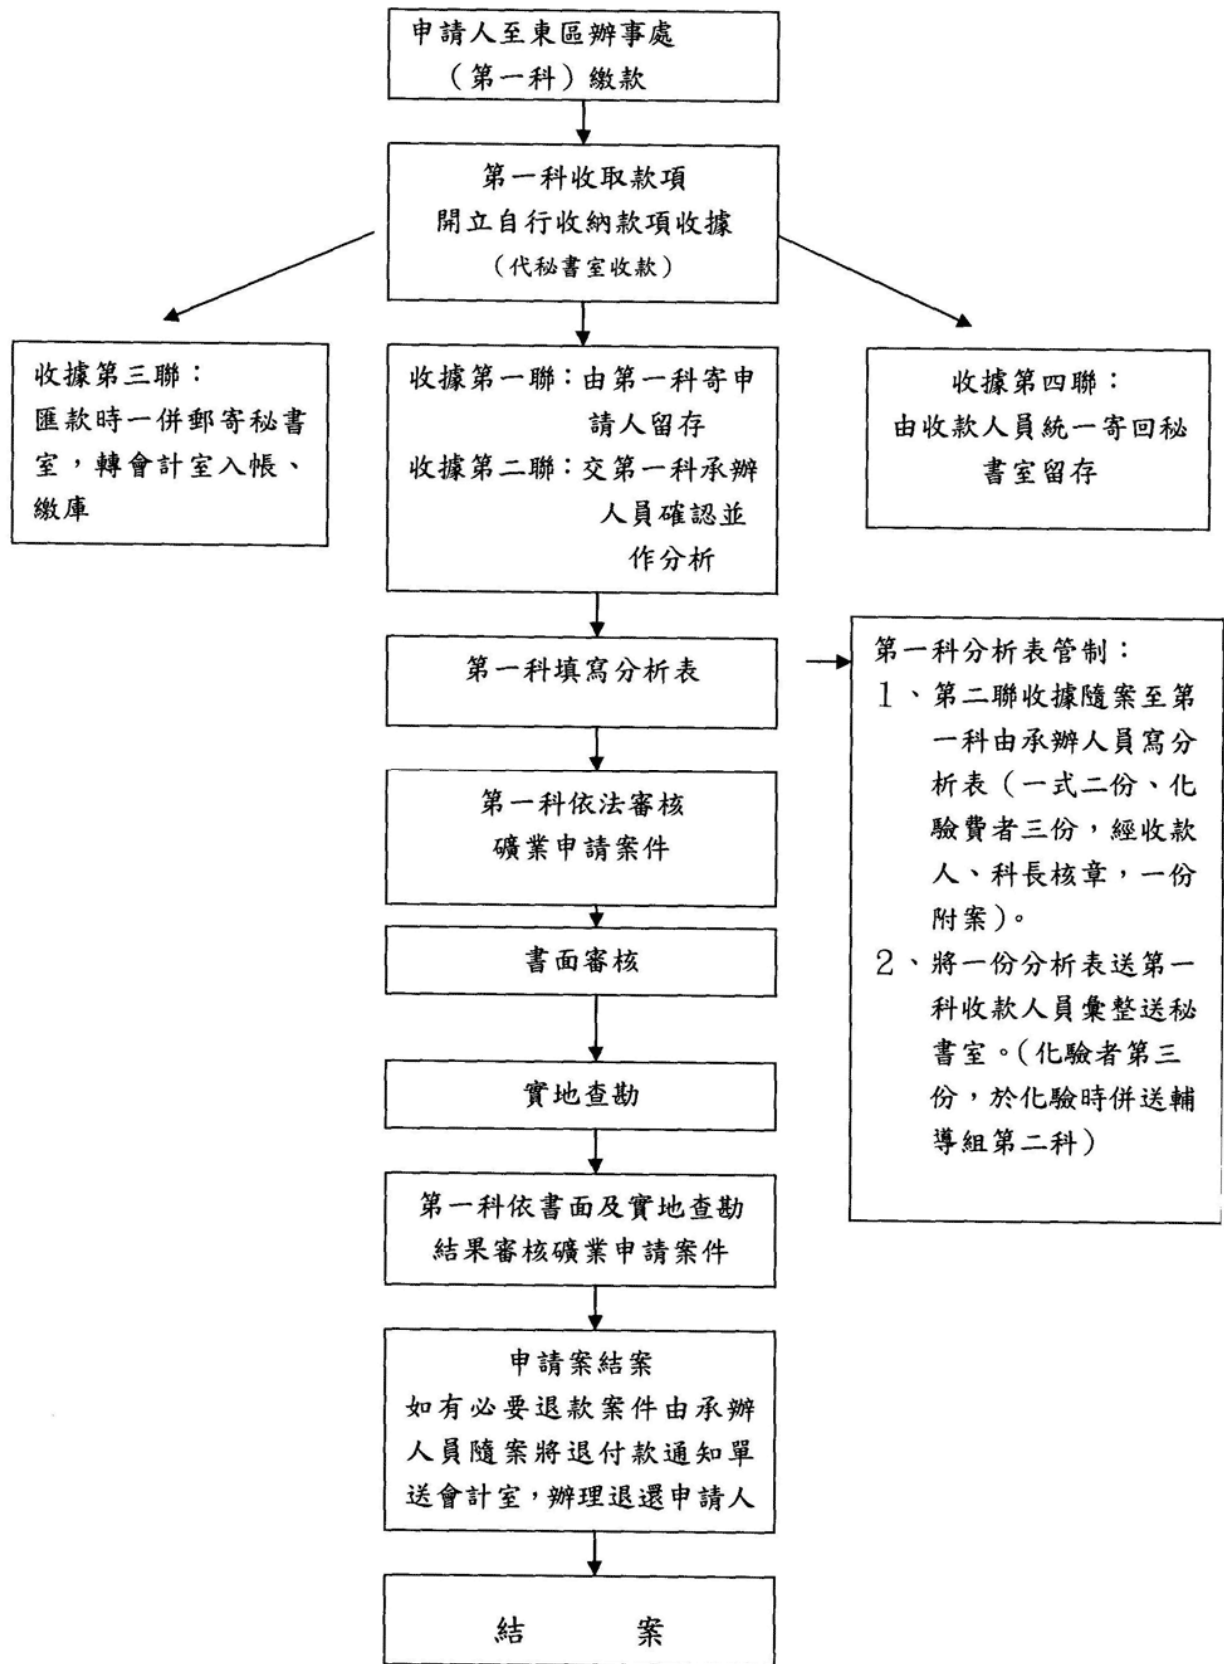 申請人至東區辦事處
（第一科）繳款
第一科收取款項
開立自行收納款項收據
（代秘書室收款）
收據第三聯：
匯款時一併郵寄秘書
室，轉會計室入帳、
繳庫
收據第一聯：由第一科寄申
請人留存
收據第二聯：交第一科承辦
人員確認並
作分析
收據第四聯：
由收款人員統一寄回秘
書室留存
第一科填寫分析表
第一科分析表管制：
1、第二聯收據隨案至第
一科由承辦人員寫分
析表（一式二份、化
驗費者三份，經收款
人、科長核章，一份
附案）。
2、將一份分析表送第一
科收款人員彙整送秘
書室。（化驗者第三
份，於化驗時併送輔
導組第二科）
第一科依法審核
礦業申請案件
書面審核
實地查勘
第一科依書面及實地查勘
結果審核礦業申請案件
申請案結案
如有必要退款案件由承辦
人員隨案將退付款通知單
送會計室，辦理退還申請人
結 案